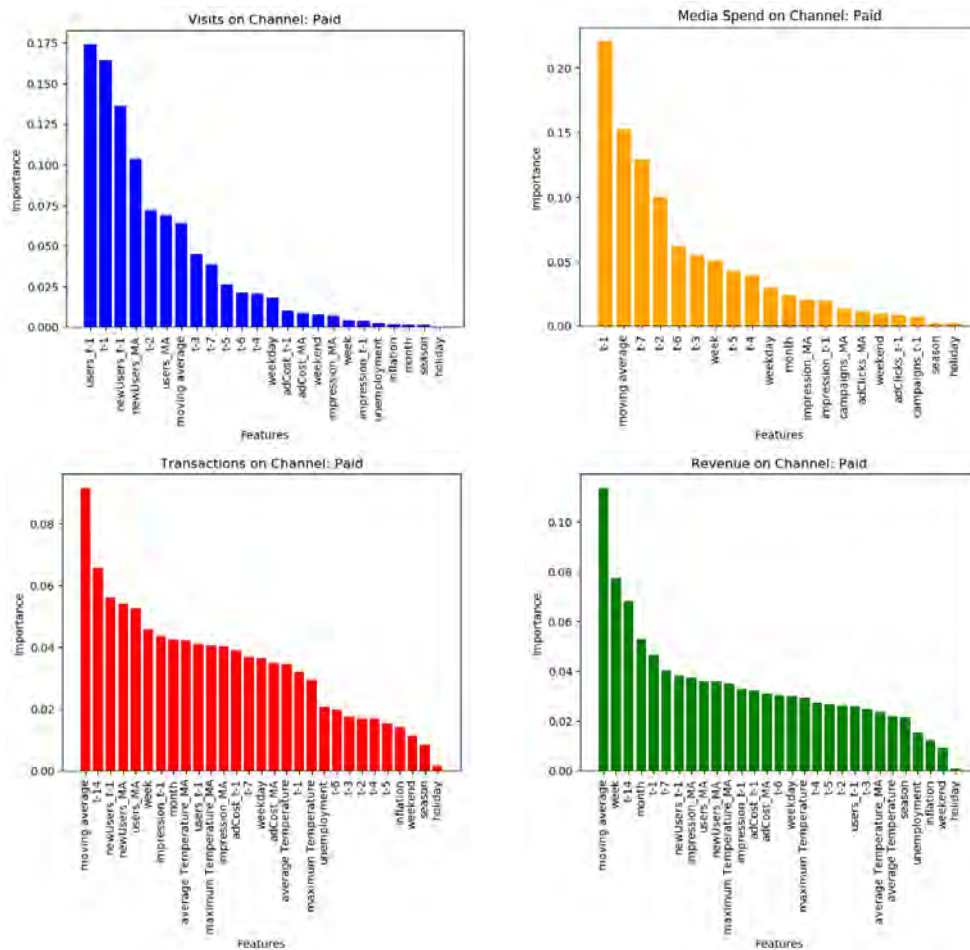 Visits on Channel: Paid
0.175
0.150
0.125
0.100
0.075
0.050
0.025
0.000
Importance
users_t-1
t-1
newUsers_t-1
newUsers_MA
t-2
users_MA
moving average
t-3
t-7
t-5
t-6
t-4
weekday
adCost_t-1
adCost_MA
weekend
impression_MA
week
impression_t-1
unemployment
inflation
month
season
holiday
Features
Media Spend on Channel: Paid
0.20
0.15
0.10
0.05
0.00
Importance
t-1
moving average
t-7
t-2
t-6
t-3
week
t-5
t-4
weekday
month
impression_MA
impression_t-1
campaigns_MA
adClicks_MA
weekend
adClicks_t-1
campaigns_t-1
season
holiday
Features
Transactions on Channel: Paid
0.08
0.06
0.04
0.02
0.00
Importance
moving average
t-14
newUsers_t-1
newUsers_MA
users_MA
week
impression_t-1
month
average Temperature_MA
users_t-1
maximum Temperature_MA
impression_MA
adCost_t-1
t-7
weekday
adCost_MA
average Temperature
t-1
maximum Temperature
unemployment
t-6
t-3
t-2
t-4
t-5
inflation
weekend
season
holiday
Features
Revenue on Channel: Paid
0.10
0.08
0.06
0.04
0.02
0.00
Importance
moving average
week
t-14
month
t-1
t-7
newUsers_t-1
impression_MA
users_MA
newUsers_MA
maximum Temperature_MA
impression_t-1
adCost_t-1
adCost_MA
t-6
weekday
maximum Temperature
t-4
t-5
t-2
users_t-1
t-3
average Temperature_MA
average Temperature
season
unemployment
inflation
weekend
holiday
Features